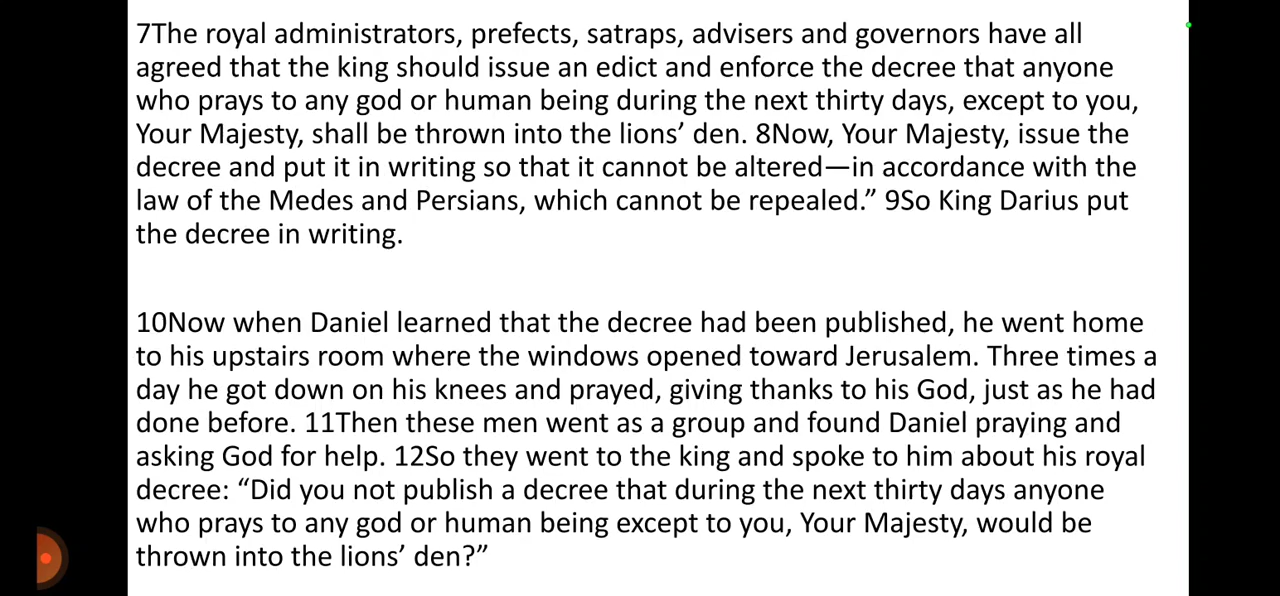 7The royal administrators, prefects, satraps, advisers and governors have all
agreed that the king should issue an edict and enforce the decree that anyone
who prays to any god or human being during the next thirty days, except to you,
Your Majesty, shall be thrown into the lions’ den. 8Now, Your Majesty, issue the
decree and put it in writing so that it cannot be altered—in accordance with the
law of the Medes and Persians, which cannot be repealed.” 9So King Darius put
the decree in writing.
10Now when Daniel learned that the decree had been published, he went home
to his upstairs room where the windows opened toward Jerusalem. Three times a
day he got down on his knees and prayed, giving thanks to his God, just as he had
done before. 11Then these men went as a group and found Daniel praying and
asking God for help. 12So they went to the king and spoke to him about his royal
decree: “Did you not publish a decree that during the next thirty days anyone
who prays to any god or human being except to you, Your Majesty, would be
thrown into the lions’ den?”